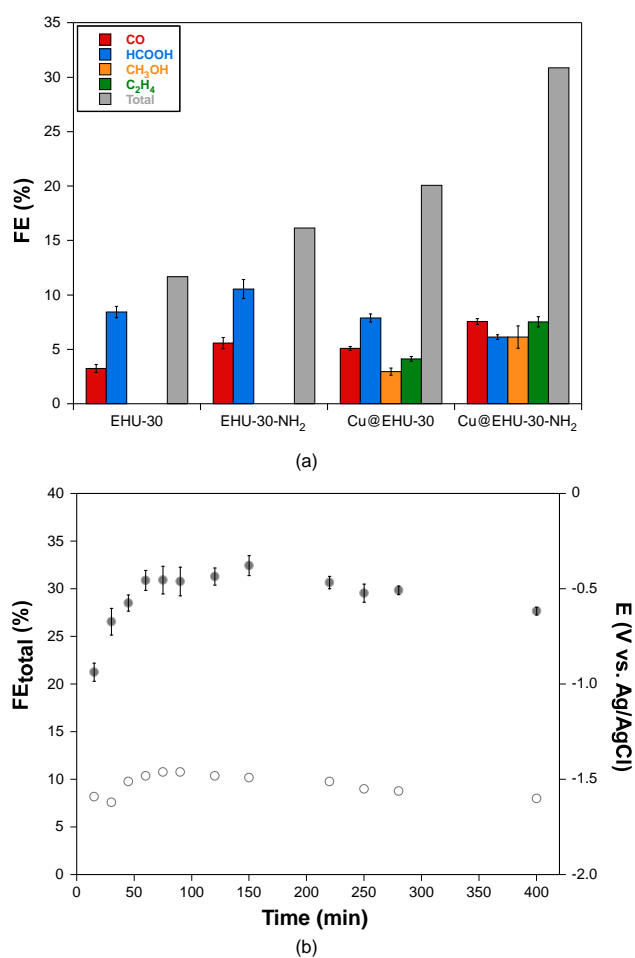 35
30
25
20
15
10
5
0
FE (%)
CO
HCOOH
CH₃OH
C₂H₄
Total
EHU-30 EHU-30-NH₂ Cu@EHU-30 Cu@EHU-30-NH₂
(a)
40
35
30
25
20
15
10
5
0
FEtotal (%)
0
-0.5
-1.0
-1.5
-2.0
E (V vs. Ag/AgCl)
0 50 100 150 200 250 300 350 400
Time (min)
(b)